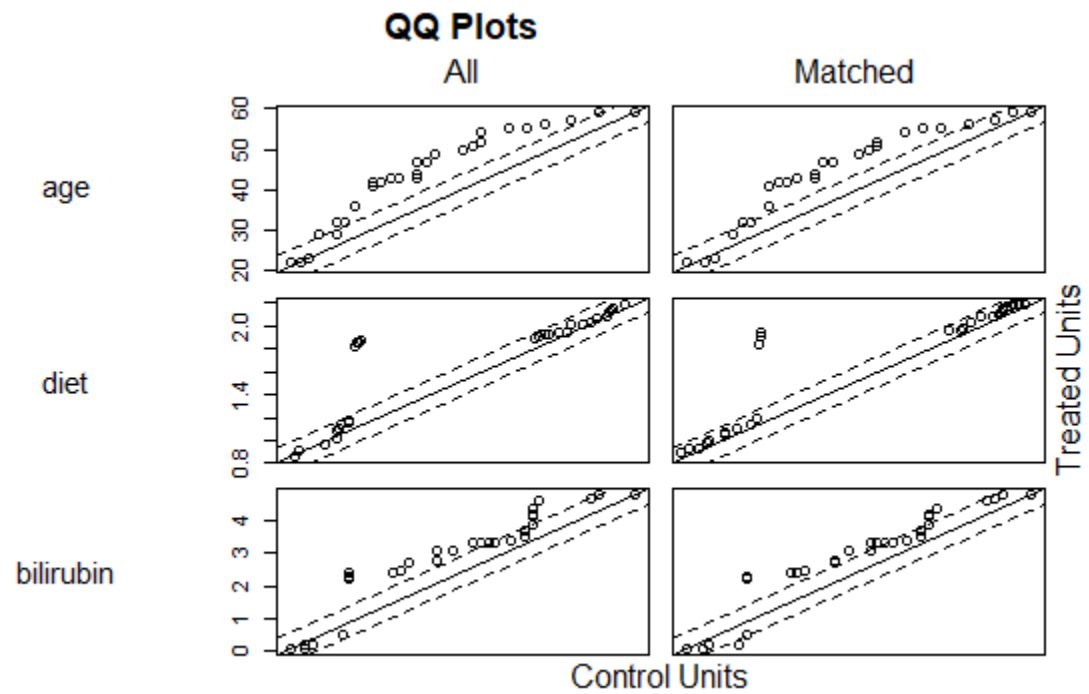 QQ Plots
All Matched
age
60
50
40
30
20
diet
2.0
1.4
0.8
bilirubin
4
3
2
1
0
Treated Units
Control Units